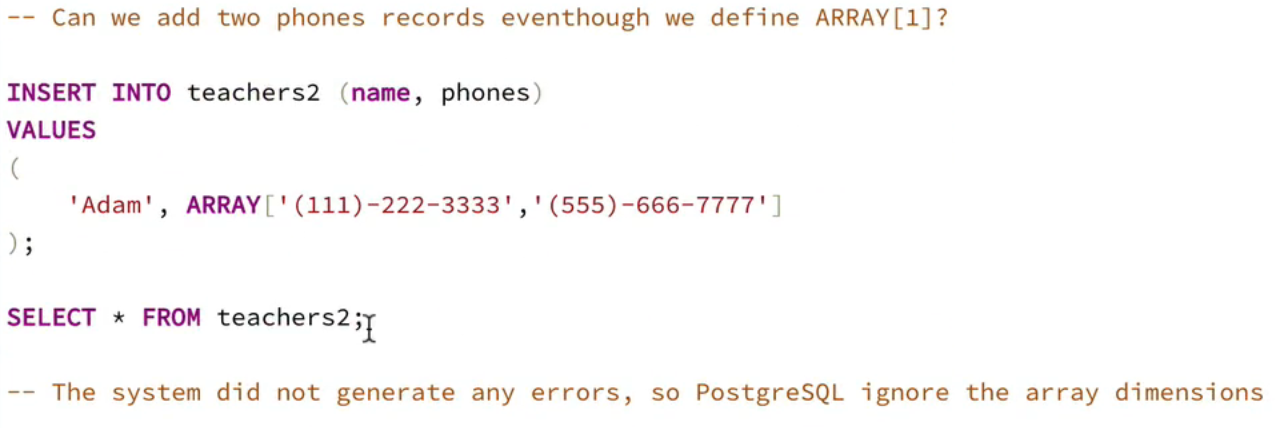 -- Can we add two phones records eventhough we define ARRAY[1]?
INSERT INTO teachers2 (name, phones)
VALUES
(
'Adam', ARRAY['(111)-222-3333','(555)-666-7777']
);
SELECT * FROM teachers2;
-- The system did not generate any errors, so PostgreSQL ignore the array dimensions